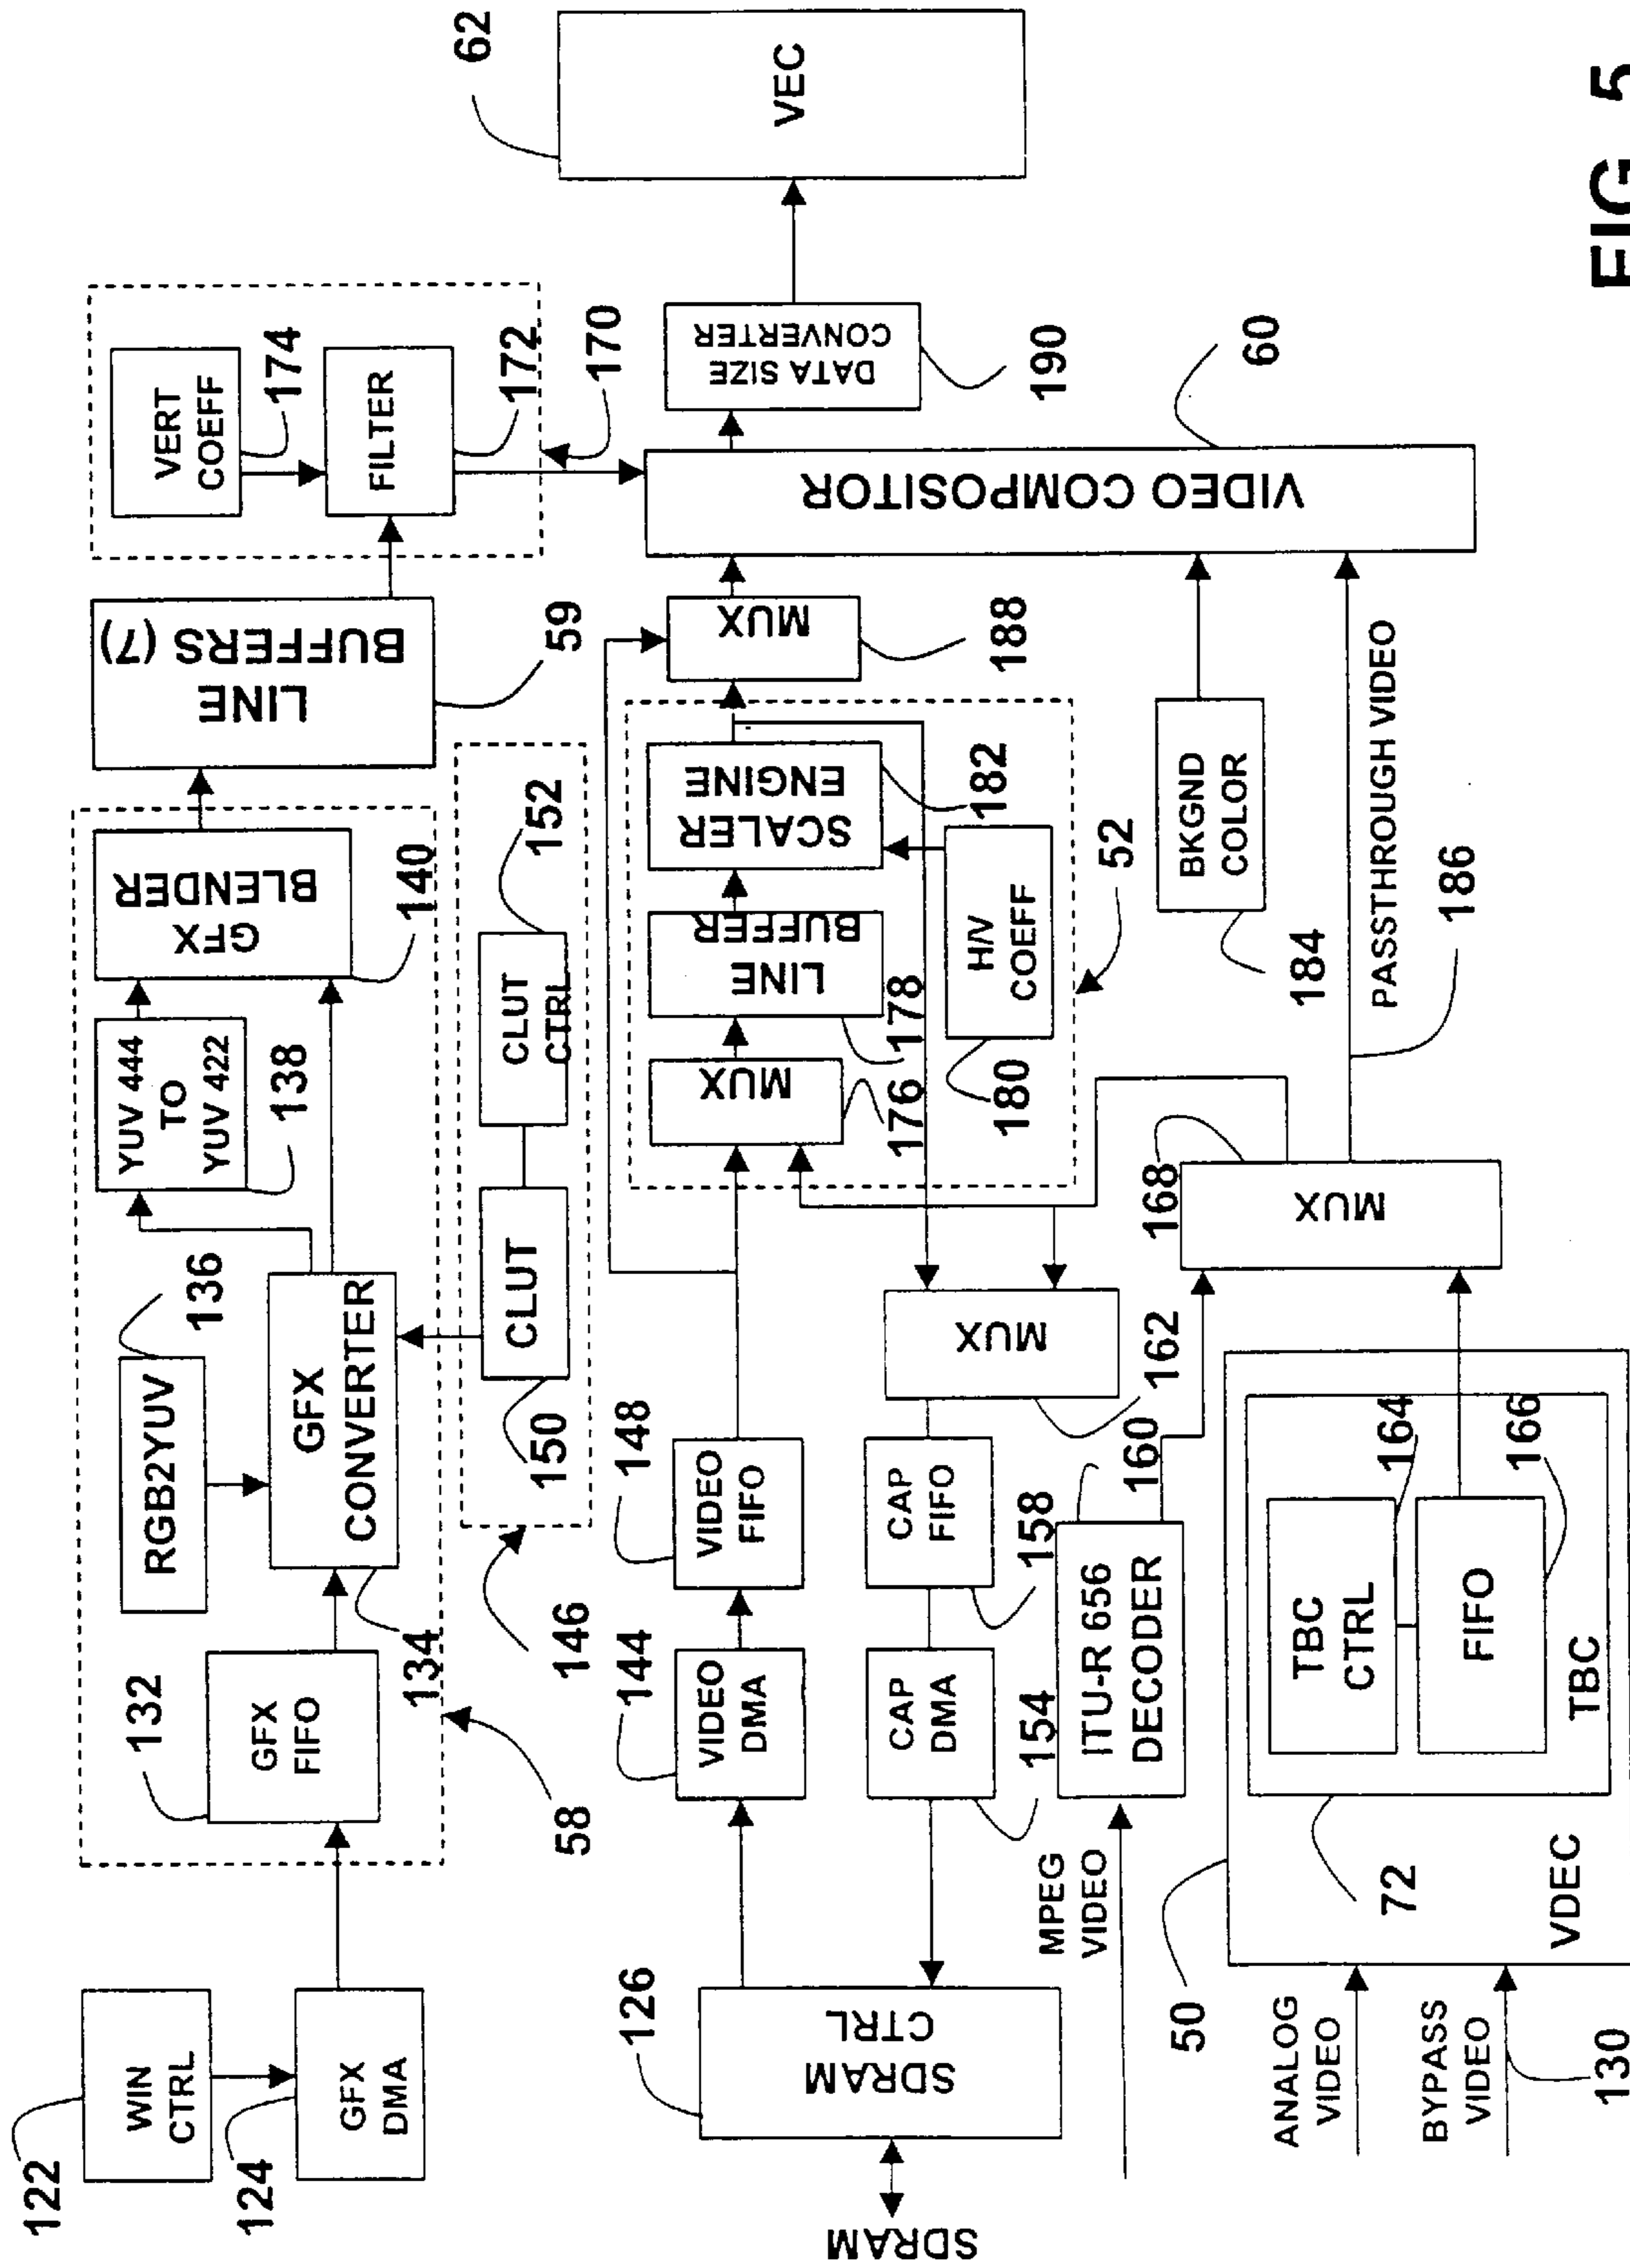 122
WIN
CTRL
124
GFX
DMA
132
GFX
FIFO
134
58
RGB2YUV
136
GFX
CONVERTER
YUV 444
TO
YUV 422
138
GFX
BLENDER
140
LINE
BUFFERS (7)
59
VERT
COEFF
174
FILTER
172
170
CLUT
150
CLUT
CTRL
152
146
SDRAM
SDRAM
CTRL
126
VIDEO
DMA
144
VIDEO
FIFO
148
CAP
DMA
154
CAP
FIFO
158
MUX
162
MUX
176
LINE
BUFFER
178
SCALER
ENGINE
182
H/V
COEFF
180
52
MUX
188
VIDEO COMPOSITOR
60
DATA SIZE
CONVERTER
190
VEC
62
MPEG
VIDEO
ITU-R 656
DECODER
160
MUX
168
BKGND
COLOR
184
PASSTHROUGH VIDEO
186
ANALOG
VIDEO
BYPASS
VIDEO
130
50
VDEC
72
TBC
CTRL
164
FIFO
166
TBC
FIG. 5